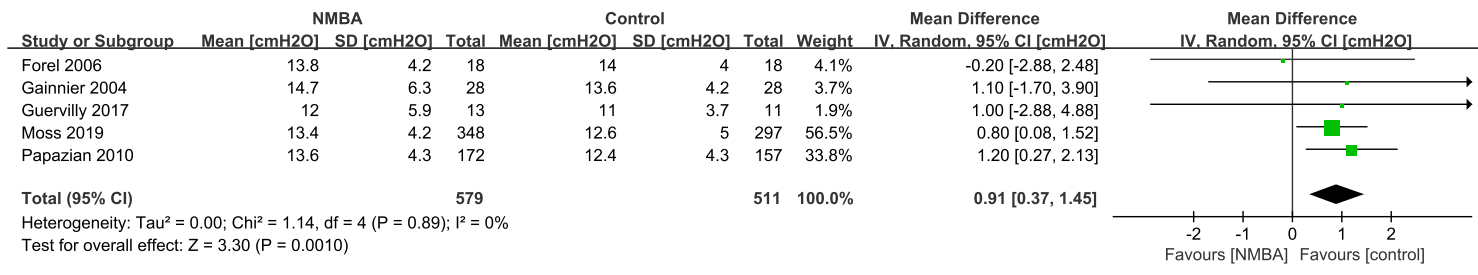 NMBA Control Mean Difference Mean Difference
Study or Subgroup Mean [cmH2O] SD [cmH2O] Total Mean [cmH2O] SD [cmH2O] Total Weight IV, Random, 95% CI [cmH2O] IV, Random, 95% CI [cmH2O]
Forel 2006 13.8 4.2 18 14 4 18 4.1% -0.20 [-2.88, 2.48]
Gainnier 2004 14.7 6.3 28 13.6 4.2 28 3.7% 1.10 [-1.70, 3.90]
Guervilly 2017 12 5.9 13 11 3.7 11 1.9% 1.00 [-2.88, 4.88]
Moss 2019 13.4 4.2 348 12.6 5 297 56.5% 0.80 [0.08, 1.52]
Papazian 2010 13.6 4.3 172 12.4 4.3 157 33.8% 1.20 [0.27, 2.13]
Total (95% CI) 579 511 100.0% 0.91 [0.37, 1.45]
Heterogeneity: Tau² = 0.00; Chi² = 1.14, df = 4 (P = 0.89); I² = 0%
Test for overall effect: Z = 3.30 (P = 0.0010)
-2 -1 0 1 2
Favours [NMBA] Favours [control]